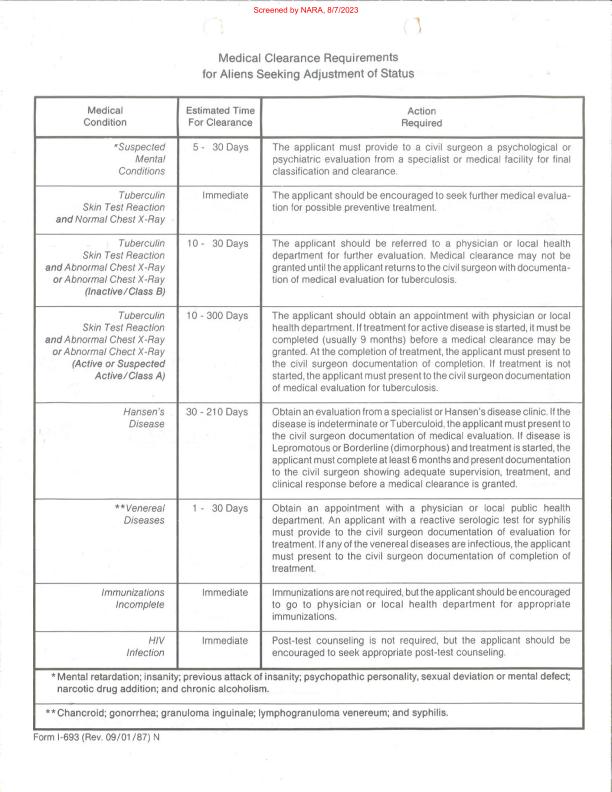 Screened by NARA, 8/7/2023
Medical Clearance Requirements
for Aliens Seeking Adjustment of Status
Medical
Condition
Estimated Time
For Clearance
Action
Required
*Suspected
Mental
Conditions
5 - 30 Days
The applicant must provide to a civil surgeon a psychological or
psychiatric evaluation from a specialist or medical facility for final
classification and clearance.
Tuberculin
Skin Test Reaction
and Normal Chest X-Ray
Immediate
The applicant should be encouraged to seek further medical evalua-
tion for possible preventive treatment.
Tuberculin
Skin Test Reaction
and Abnormal Chest X-Ray
or Abnormal Chest X-Ray
(Inactive/Class B)
10 - 30 Days
The applicant should be referred to a physician or local health
department for further evaluation. Medical clearance may not be
granted until the applicant returns to the civil surgeon with documenta-
tion of medical evaluation for tuberculosis.
Tuberculin
Skin Test Reaction
and Abnormal Chest X-Ray
or Abnormal Chect X-Ray
(Active or Suspected
Active/Class A)
10 - 300 Days
The applicant should obtain an appointment with physician or local
health department. If treatment for active disease is started, it must be
completed (usually 9 months) before a medical clearance may be
granted. At the completion of treatment, the applicant must present to
the civil surgeon documentation of completion. If treatment is not
started, the applicant must present to the civil surgeon documentation
of medical evaluation for tuberculosis.
Hansen's
Disease
30 - 210 Days
Obtain an evaluation from a specialist or Hansen's disease clinic. If the
disease is indeterminate or Tuberculoid, the applicant must present to
the civil surgeon documentation of medical evaluation. If disease is
Lepromotous or Borderline (dimorphous) and treatment is started, the
applicant must complete at least 6 months and present documentation
to the civil surgeon showing adequate supervision, treatment, and
clinical response before a medical clearance is granted.
**Venereal
Diseases
1 - 30 Days
Obtain an appointment with a physician or local public health
department. An applicant with a reactive serologic test for syphilis
must provide to the civil surgeon documentation of evaluation for
treatment. If any of the venereal diseases are infectious, the applicant
must present to the civil surgeon documentation of completion of
treatment.
Immunizations
Incomplete
Immediate
Immunizations are not required, but the applicant should be encouraged
to go to physician or local health department for appropriate
immunizations.
HIV
Infection
Immediate
Post-test counseling is not required, but the applicant should be
encouraged to seek appropriate post-test counseling.
*Mental retardation; insanity; previous attack of insanity; psychopathic personality, sexual deviation or mental defect;
narcotic drug addition; and chronic alcoholism.
**Chancroid; gonorrhea; granuloma inguinale; lymphogranuloma venereum; and syphilis.
Form I-693 (Rev. 09/01/87) N